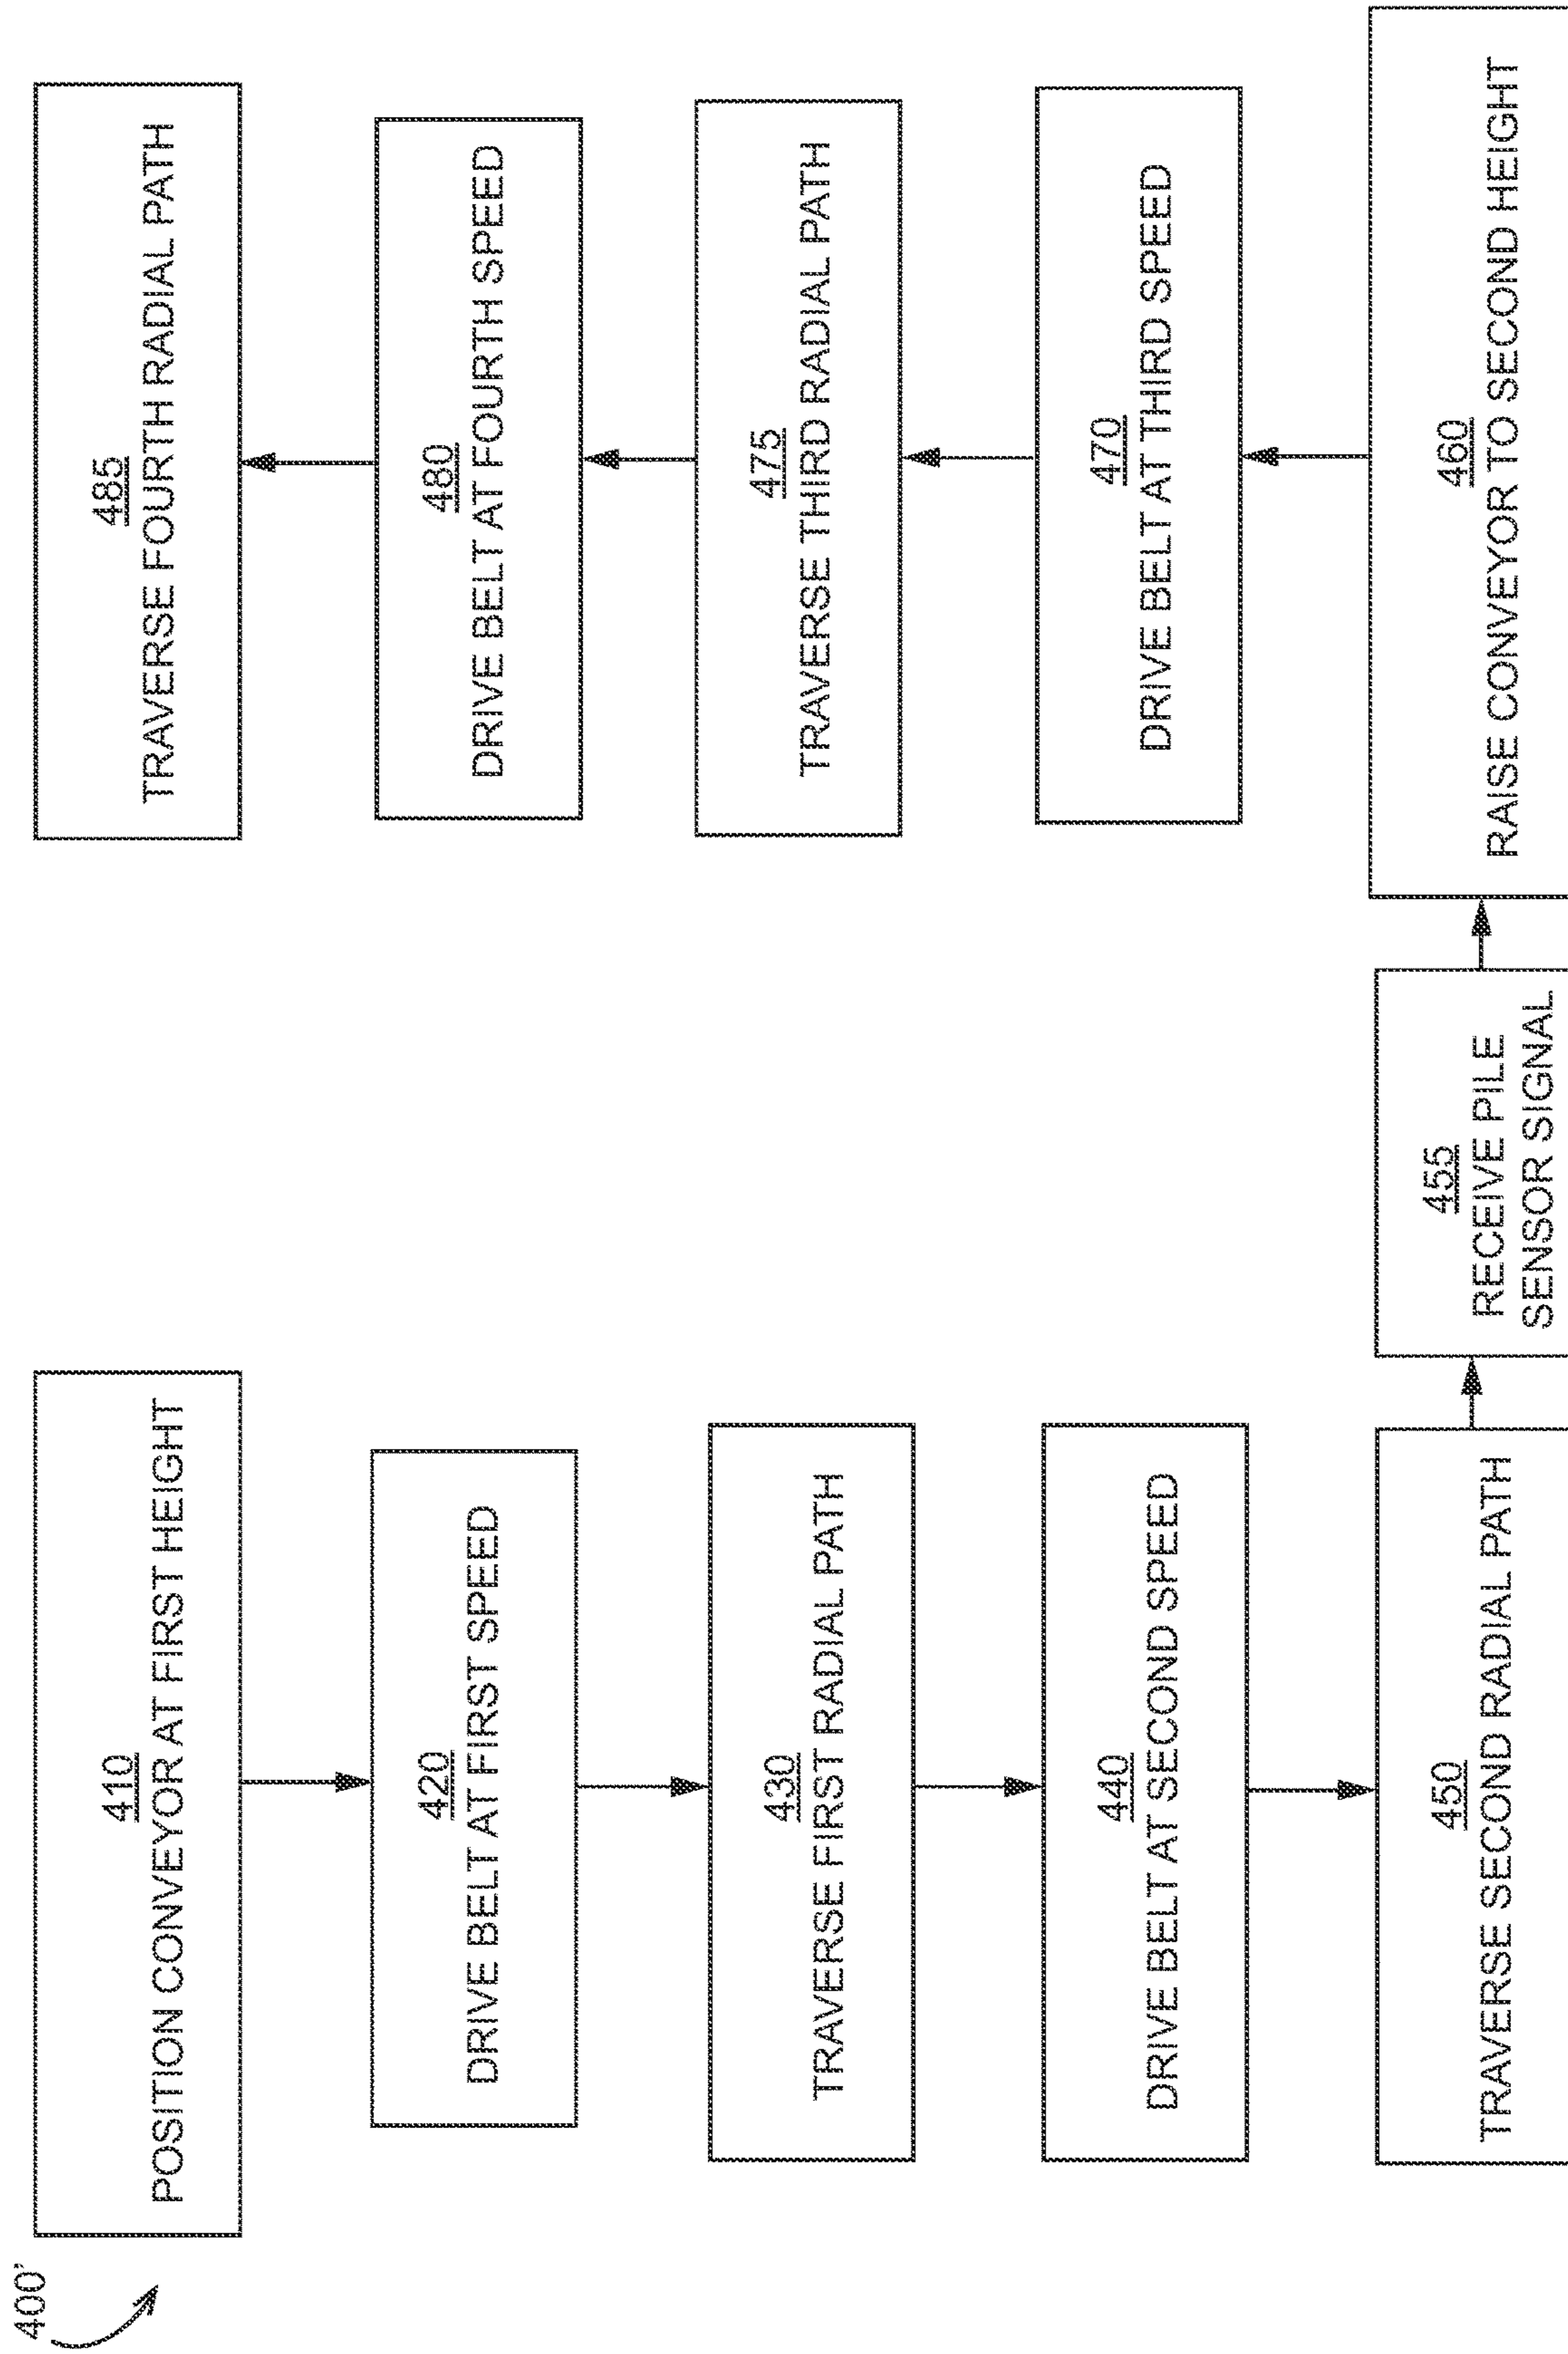 400'
410
POSITION CONVEYOR AT FIRST HEIGHT
420
DRIVE BELT AT FIRST SPEED
430
TRAVERSE FIRST RADIAL PATH
440
DRIVE BELT AT SECOND SPEED
450
TRAVERSE SECOND RADIAL PATH
455
RECEIVE PILE
SENSOR SIGNAL
460
RAISE CONVEYOR TO SECOND HEIGHT
470
DRIVE BELT AT THIRD SPEED
475
TRAVERSE THIRD RADIAL PATH
480
DRIVE BELT AT FOURTH SPEED
485
TRAVERSE FOURTH RADIAL PATH